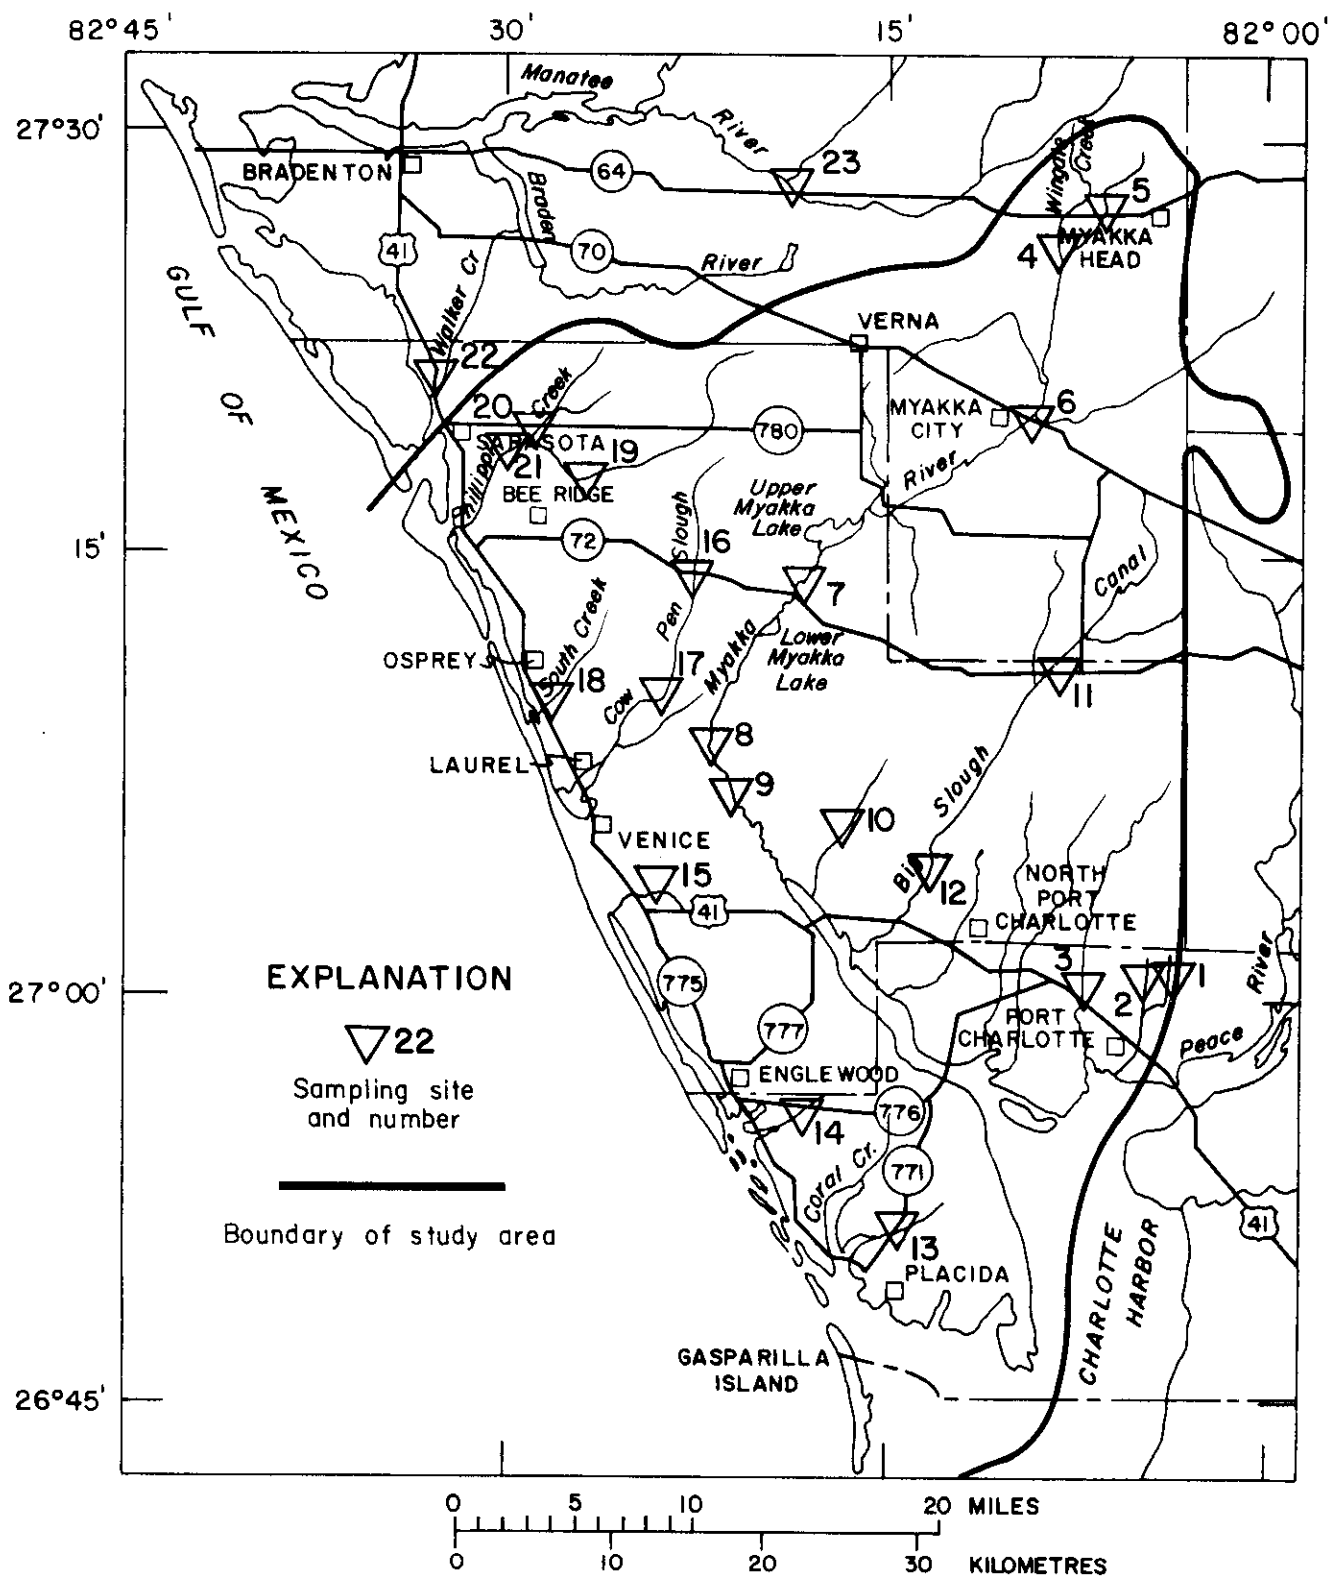 82°45'
30'
15'
82°00'
27°30'
Manatee
River
23
BRADENTON
64
Braden
Wingate
Creek
5
41
70
River
4
MYAKKA
HEAD
GULF OF MEXICO
Walker Cr
VERNA
22
20
Creek
MYAKKA
CITY
6
780
SARASOTA
21
19
Phillippi
BEE RIDGE
River
Upper
Myakka
Lake
15'
72
Slough
16
7
Canal
Pen
South Creek
Myakka
Lower
Myakka
Lake
OSPREY
18
Cow
17
11
8
LAUREL
9
Slough
10
VENICE
Big
12
NORTH
PORT
CHARLOTTE
15
41
27°00'
EXPLANATION
775
3
2
1
River
22
777
PORT
CHARLOTTE
Peace
Sampling site
and number
ENGLEWOOD
776
14
Coral Cr.
771
Boundary of study area
13
41
PLACIDA
CHARLOTTE
HARBOR
GASPARILLA
ISLAND
26°45'
0 5 10 20 MILES
0 10 20 30 KILOMETRES